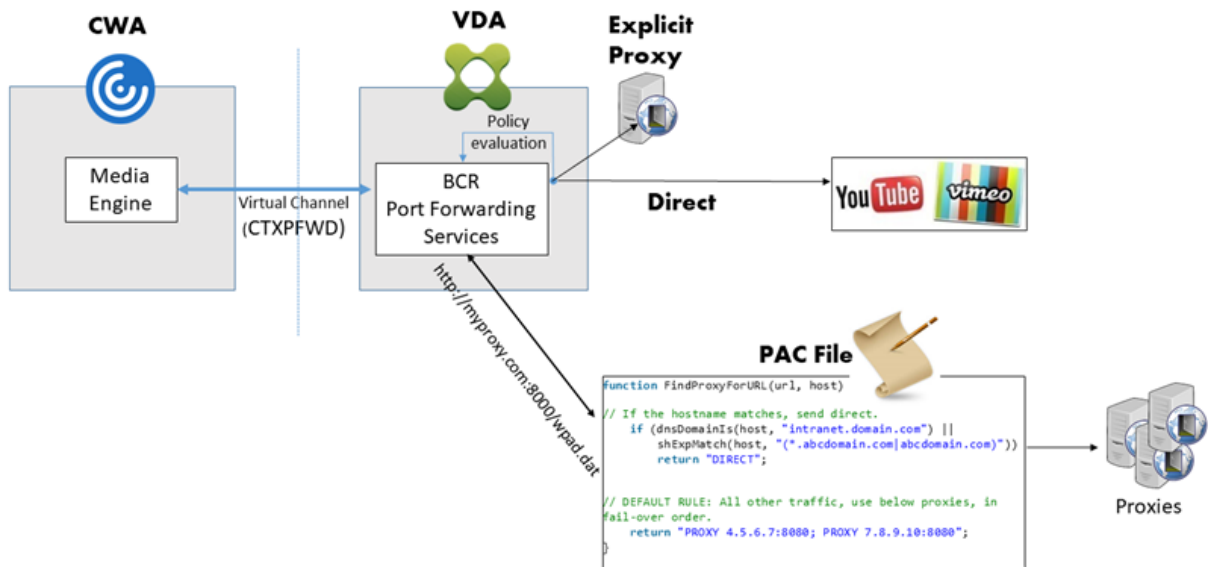 CWA
VDA
Explicit
Proxy
Policy
evaluation
Media
Engine
Virtual Channel
(CTXPFWD)
BCR
Port Forwarding
Services
Direct
You Tube
vimeo
http://myproxy.com:8000/wpad.dat
PAC File
function FindProxyForURL(url, host)
// If the hostname matches, send direct.
if (dnsDomainIs(host, "intranet.domain.com") ||
shExpMatch(host, "(*.abcdomain.com|abcdomain.com)"))
return "DIRECT";
// DEFAULT RULE: All other traffic, use below proxies, in
fail-over order.
return "PROXY 4.5.6.7:8080; PROXY 7.8.9.10:8080";
}
Proxies